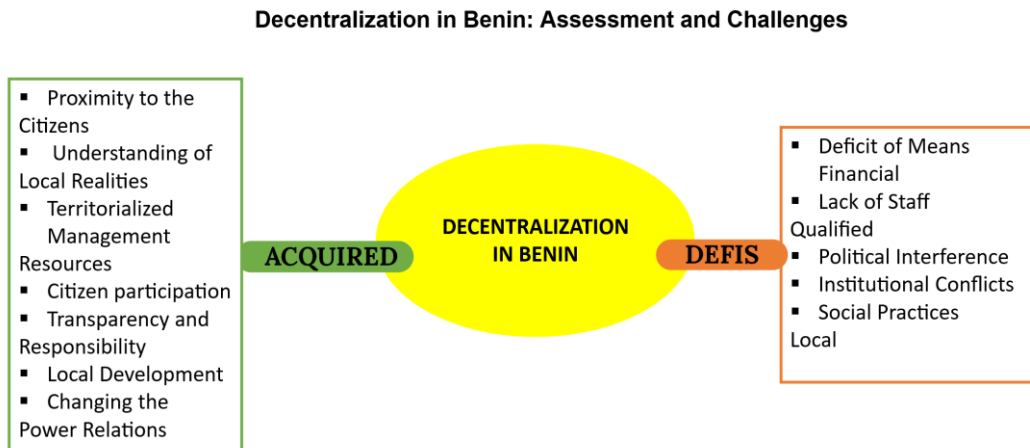 Decentralization in Benin: Assessment and Challenges
▪ Proximity to the
Citizens
▪ Understanding of
Local Realities
▪ Territorialized
Management
Resources
▪ Citizen participation
▪ Transparency and
Responsibility
▪ Local Development
▪ Changing the
Power Relations
ACQUIRED
DECENTRALIZATION
IN BENIN
DEFIS
▪ Deficit of Means
Financial
▪ Lack of Staff
Qualified
▪ Political Interference
▪ Institutional Conflicts
▪ Social Practices
Local